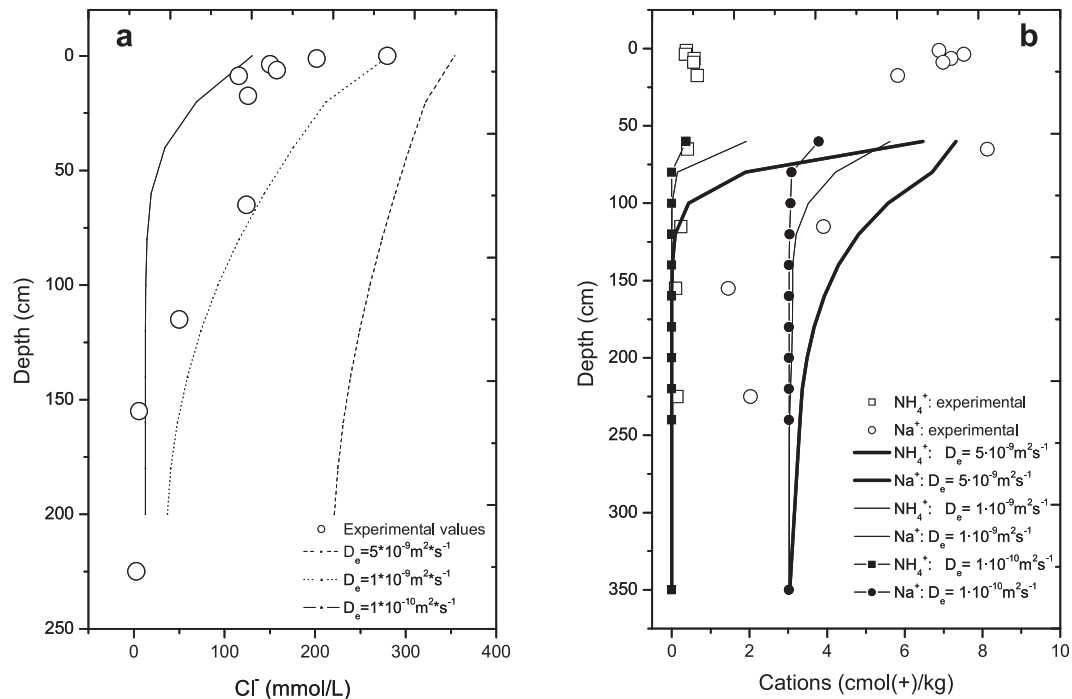 a
0
50
100
150
200
250
Depth (cm)
Experimental values
Dₑ=5*10⁻⁹m²*s⁻¹
Dₑ=1*10⁻⁹m²*s⁻¹
Dₑ=1*10⁻¹⁰m²*s⁻¹
0 100 200 300 400
Cl⁻ (mmol/L)
b
0
50
100
150
200
250
300
350
Depth (cm)
NH₄⁺: experimental
Na⁺: experimental
NH₄⁺: Dₑ= 5·10⁻⁹m²s⁻¹
Na⁺: Dₑ= 5·10⁻⁹m²s⁻¹
NH₄⁺: Dₑ= 1·10⁻⁹m²s⁻¹
Na⁺: Dₑ= 1·10⁻⁹m²s⁻¹
NH₄⁺: Dₑ= 1·10⁻¹⁰m²s⁻¹
Na⁺: Dₑ= 1·10⁻¹⁰m²s⁻¹
0 2 4 6 8 10
Cations (cmol(+)/kg)